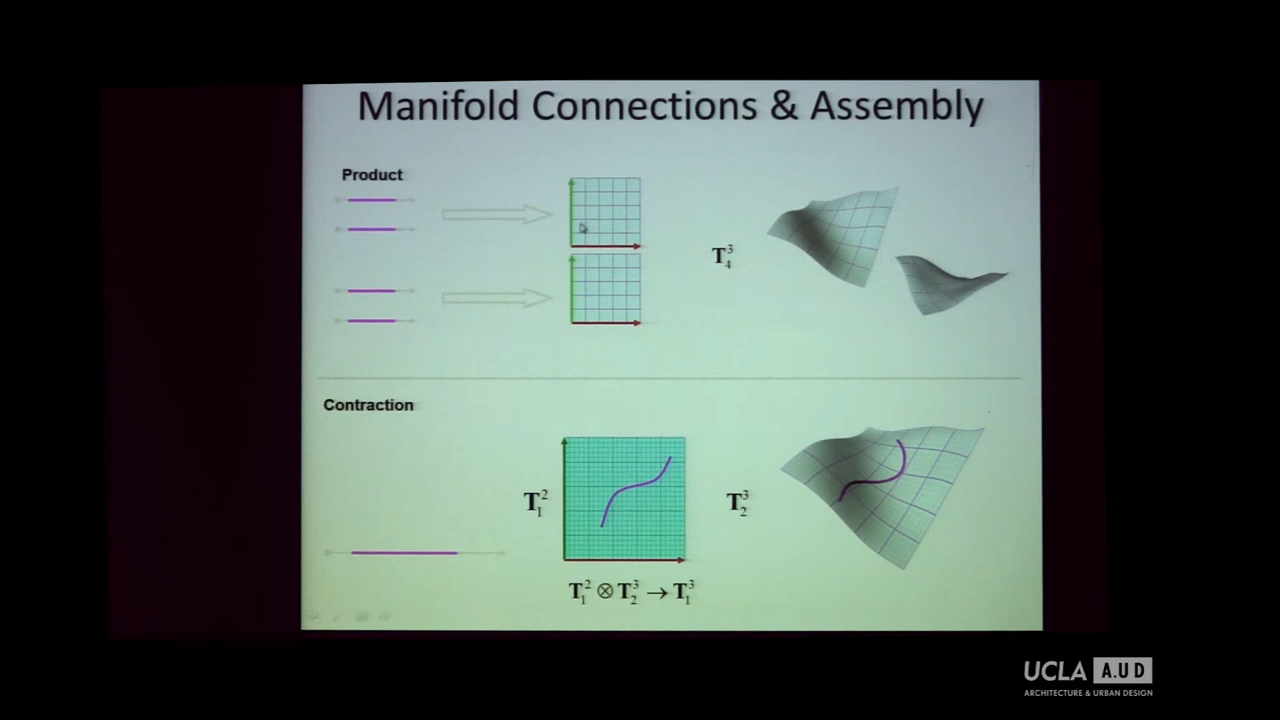 Manifold Connections & Assembly
Product
T₄³
Contraction
T₁²
T₂³
T₁² ⊗ T₂³ → T₁³
UCLA A.UD
ARCHITECTURE & URBAN DESIGN